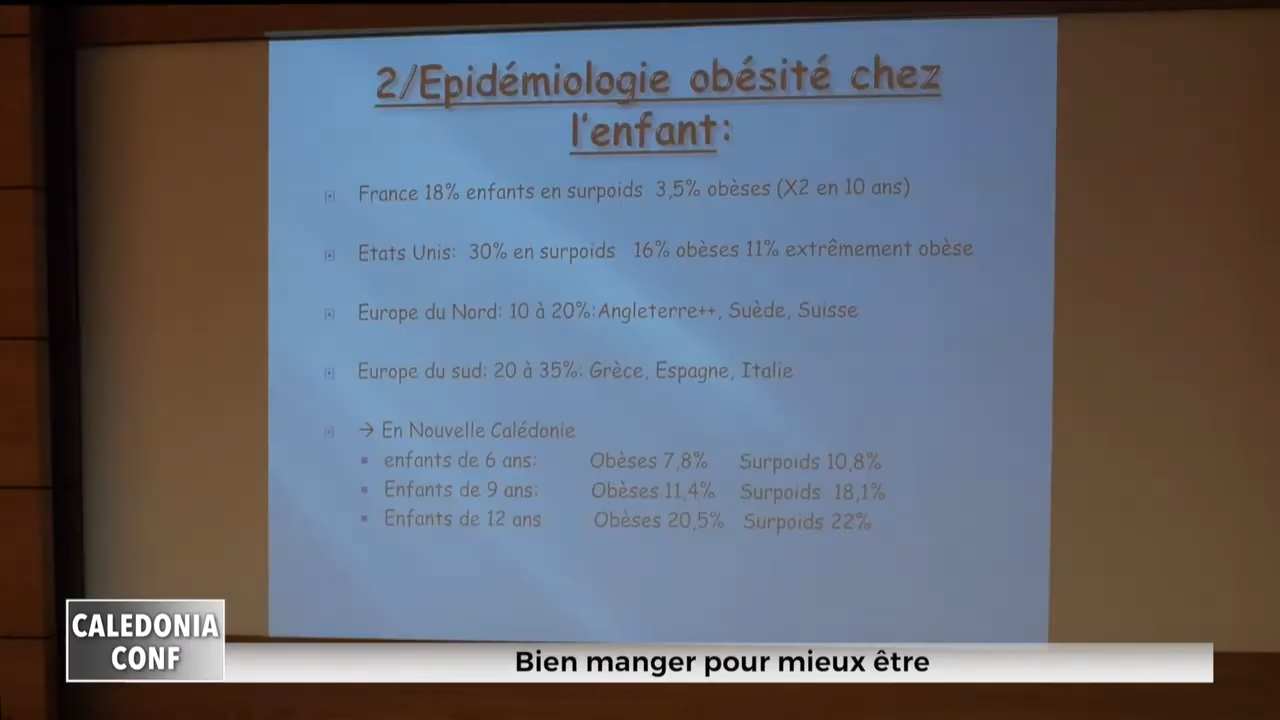 2/Epidémiologie obésité chez
l'enfant:
France 18% enfants en surpoids 3,5% obèses (X2 en 10 ans)
Etats Unis: 30% en surpoids 16% obèses 11% extrêmement obèse
Europe du Nord: 10 à 20%:Angleterre++, Suède, Suisse
Europe du sud: 20 à 35%: Grèce, Espagne, Italie
→ En Nouvelle Calédonie
enfants de 6 ans: Obèses 7,8% Surpoids 10,8%
Enfants de 9 ans: Obèses 11,4% Surpoids 18,1%
Enfants de 12 ans Obèses 20,5% Surpoids 22%
CALEDONIA
CONF
Bien manger pour mieux être